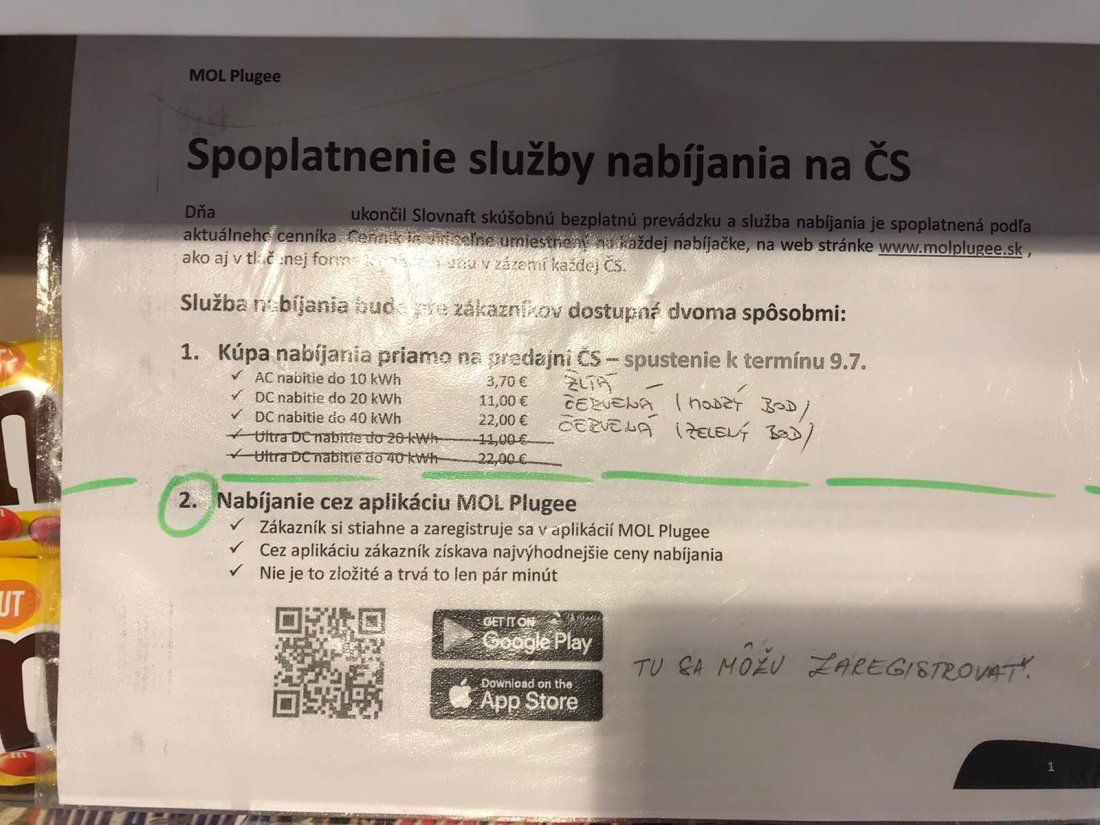 MOL Plugee
Spoplatnenie služby nabíjania na ČS
Dňa ukončil Slovnaft skúšobnú bezplatnú prevádzku a služba nabíjania je spoplatnená podľa
aktuálneho cenníka. Cenník je viditeľne umiestnený na každej nabíjačke, na web stránke www.molplugee.sk ,
ako aj v tlačenej forme v zázemí každej ČS.
Služba nabíjania bude pre zákazníkov dostupná dvoma spôsobmi:
1. Kúpa nabíjania priamo na predajni ČS – spustenie k termínu 9.7.
✓ AC nabitie do 10 kWh 3,70 € ŽLTÁ
✓ DC nabitie do 20 kWh 11,00 € ČERVENÁ (MODRÝ BOD)
✓ DC nabitie do 40 kWh 22,00 € ČERVENÁ (ZELENÝ BOD)
✓ Ultra DC nabitie do 20 kWh 11,00 €
✓ Ultra DC nabitie do 40 kWh 22,00 €
2. Nabíjanie cez aplikáciu MOL Plugee
✓ Zákazník si stiahne a zaregistruje sa v aplikácií MOL Plugee
✓ Cez aplikáciu zákazník získava najvýhodnejšie ceny nabíjania
✓ Nie je to zložité a trvá to len pár minút
GET IT ON
Google Play
Download on the
App Store
TU SA MÔŽU ZAREGISTROVAŤ.
1
UT